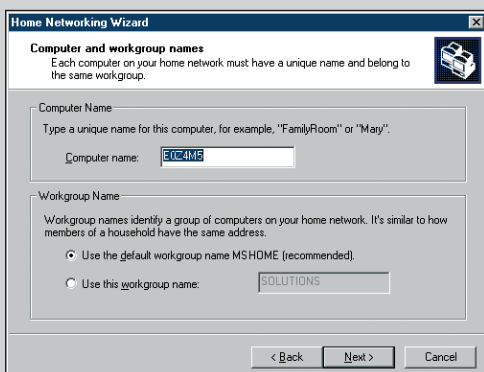 Home Networking Wizard
Computer and workgroup names
Each computer on your home network must have a unique name and belong to
the same workgroup.
Computer Name
Type a unique name for this computer, for example, "FamilyRoom" or "Mary".
Computer name: E0Z4M5
Workgroup Name
Workgroup names identify a group of computers on your home network. It's similar to how
members of a household have the same address.
Use the default workgroup name MSHOME (recommended).
Use this workgroup name: SOLUTIONS
< Back Next > Cancel